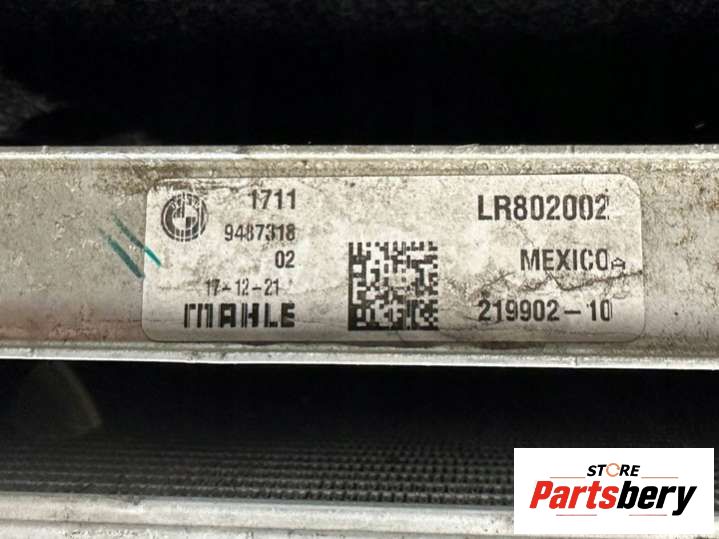 1711
9487318
02
17-12-21
MAHLE
LR802002
MEXICO
219902-10
STORE
Partsbery